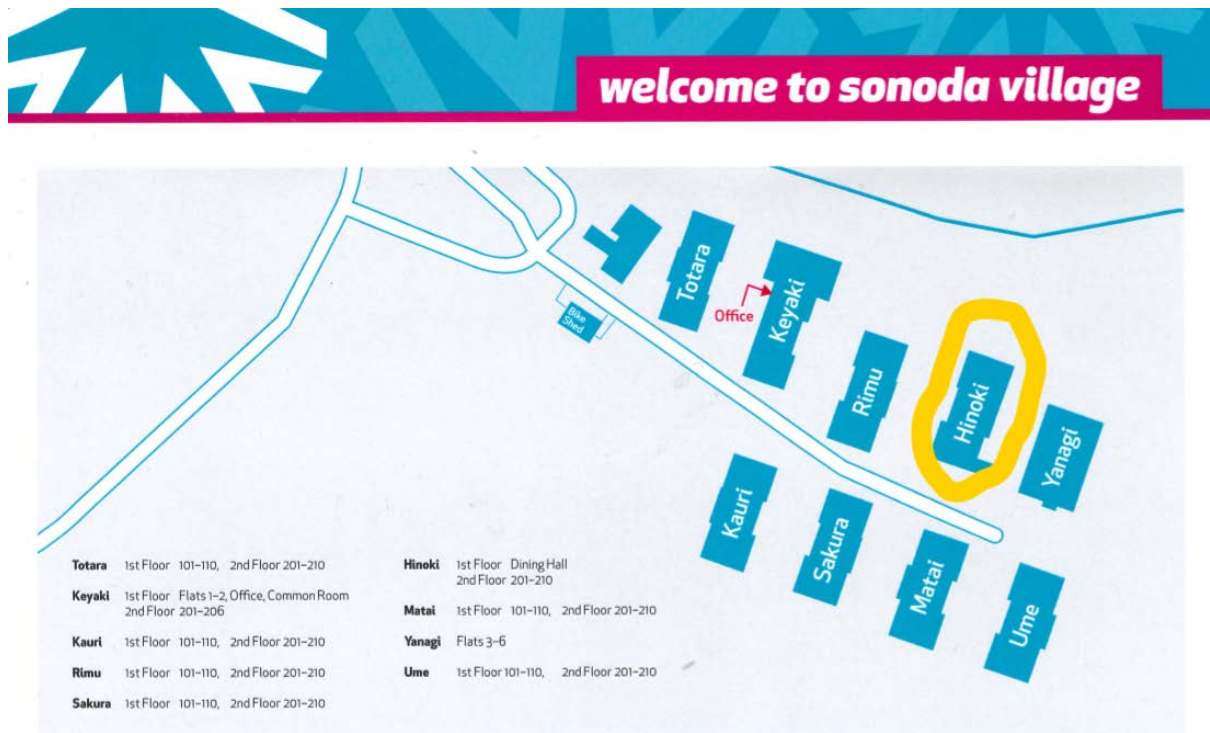 welcome to sonoda village
Totara
Keyaki
Office
Bike
Shed
Rimu
Hinoki
Yanagi
Kauri
Sakura
Matai
Ume
Totara 1st Floor 101-110, 2nd Floor 201-210
Keyaki 1st Floor Flats 1-2, Office, Common Room
2nd Floor 201-206
Kauri 1st Floor 101-110, 2nd Floor 201-210
Rimu 1st Floor 101-110, 2nd Floor 201-210
Sakura 1st Floor 101-110, 2nd Floor 201-210
Hinoki 1st Floor Dining Hall
2nd Floor 201-210
Matai 1st Floor 101-110, 2nd Floor 201-210
Yanagi Flats 3-6
Ume 1st Floor 101-110, 2nd Floor 201-210